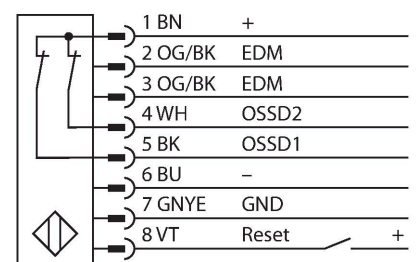 1 BN +
2 OG/BK EDM
3 OG/BK EDM
4 WH OSSD2
5 BK OSSD1
6 BU –
7 GNYE GND
8 VT Reset +